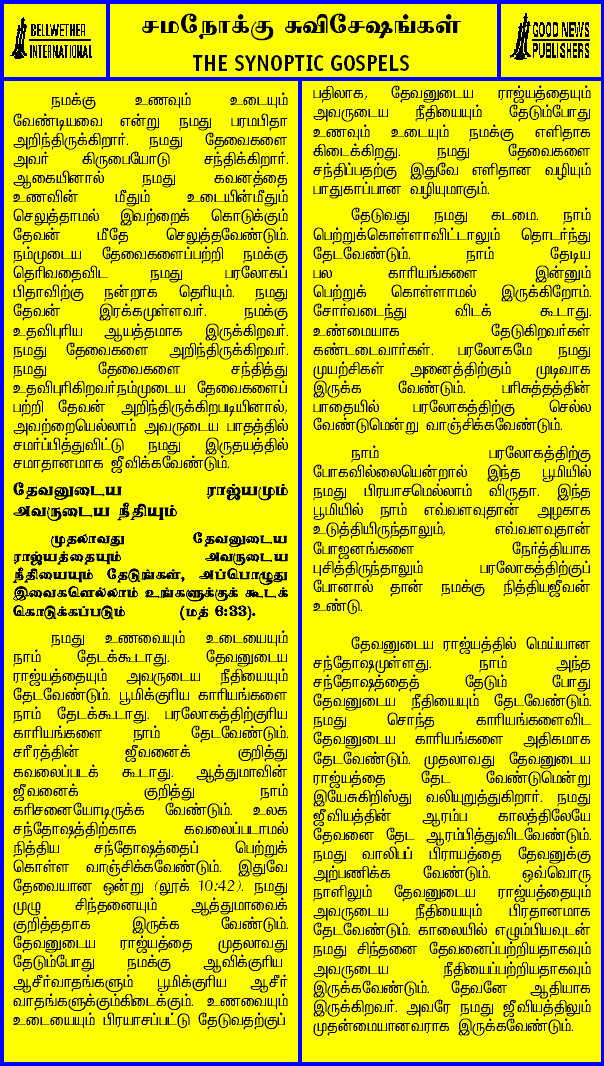 BELLWETHER
INTERNATIONAL
சமநோக்கு சுவிசேஷங்கள்
THE SYNOPTIC GOSPELS
GOOD NEWS
PUBLISHERS
நமக்கு உணவும் உடையும்
வேண்டியவை என்று நமது பரமபிதா
அறிந்திருக்கிறார். நமது தேவைகளை
அவர் கிருபையோடு சந்திக்கிறார்.
ஆகையினால் நமது கவனத்தை
உணவின் மீதும் உடையின்மீதும்
செலுத்தாமல் இவற்றைக் கொடுக்கும்
தேவன் மீதே செலுத்தவேண்டும்.
நம்முடைய தேவைகளைப்பற்றி நமக்கு
தெரிவதைவிட நமது பரலோகப்
பிதாவிற்கு நன்றாக தெரியும். நமது
தேவன் இரக்கமுள்ளவர். நமக்கு
உதவிபுரிய ஆயத்தமாக இருக்கிறவர்.
நமது தேவைகளை அறிந்திருக்கிறவர்.
நமது தேவைகளை சந்தித்து
உதவிபுரிகிறவர்நம்முடைய தேவைகளைப்
பற்றி தேவன் அறிந்திருக்கிறபடியினால்,
அவற்றையெல்லாம் அவருடைய பாதத்தில்
சமர்ப்பித்துவிட்டு நமது இருதயத்தில்
சமாதானமாக ஜீவிக்கவேண்டும்.
தேவனுடைய ராஜ்யமும்
அவருடைய நீதியும்
முதலாவது தேவனுடைய
ராஜ்யத்தையும் அவருடைய
நீதியையும் தேடுங்கள், அப்பொழுது
இவைகளெல்லாம் உங்களுக்குக் கூடக்
கொடுக்கப்படும் (மத் 6:33).
நமது உணவையும் உடையையும்
நாம் தேடக்கூடாது. தேவனுடைய
ராஜ்யத்தையும் அவருடைய நீதியையும்
தேடவேண்டும். பூமிக்குரிய காரியங்களை
நாம் தேடக்கூடாது. பரலோகத்திற்குரிய
காரியங்களை நாம் தேடவேண்டும்.
சரீரத்தின் ஜீவனைக் குறித்து
கவலைப்படக் கூடாது. ஆத்துமாவின்
ஜீவனைக் குறித்து நாம்
கரிசனையோடிருக்க வேண்டும். உலக
சந்தோஷத்திற்காக கவலைப்படாமல்
நித்திய சந்தோஷத்தைப் பெற்றுக்
கொள்ள வாஞ்சிக்கவேண்டும். இதுவே
தேவையான ஒன்று (லூக் 10:42). நமது
முழு சிந்தனையும் ஆத்துமாவைக்
குறித்ததாக இருக்க வேண்டும்.
தேவனுடைய ராஜ்யத்தை முதலாவது
தேடும்போது நமக்கு ஆவிக்குரிய
ஆசீர்வாதங்களும் பூமிக்குரிய ஆசீர்
வாதங்களுக்கும்கிடைக்கும். உணவையும்
உடையையும் பிரயாசப்பட்டு தேடுவதற்குப்
பதிலாக, தேவனுடைய ராஜ்யத்தையும்
அவருடைய நீதியையும் தேடும்போது
உணவும் உடையும் நமக்கு எளிதாக
கிடைக்கிறது. நமது தேவைகளை
சந்திப்பதற்கு இதுவே எளிதான வழியும்
பாதுகாப்பான வழியுமாகும்.
தேடுவது நமது கடமை. நாம்
பெற்றுக்கொள்ளாவிட்டாலும் தொடர்ந்து
தேடவேண்டும். நாம் தேடிய
பல காரியங்களை இன்னும்
பெற்றுக் கொள்ளாமல் இருக்கிறோம்.
சோர்வடைந்து விடக் கூடாது.
உண்மையாக தேடுகிறவர்கள்
கண்டடைவார்கள். பரலோகமே நமது
முயற்சிகள் அனைத்திற்கும் முடிவாக
இருக்க வேண்டும். பரிசுத்தத்தின்
பாதையில் பரலோகத்திற்கு செல்ல
வேண்டுமென்று வாஞ்சிக்கவேண்டும்.
நாம் பரலோகத்திற்கு
போகவில்லையென்றால் இந்த பூமியில்
நமது பிரயாசமெல்லாம் விருதா. இந்த
பூமியில் நாம் எவ்வளவுதான் அழகாக
உடுத்தியிருந்தாலும், எவ்வளவுதான்
போஜனங்களை நேர்த்தியாக
புசித்திருந்தாலும் பரலோகத்திற்குப்
போனால் தான் நமக்கு நித்தியஜீவன்
உண்டு.
தேவனுடைய ராஜ்யத்தில் மெய்யான
சந்தோஷமுள்ளது. நாம் அந்த
சந்தோஷத்தைத் தேடும் போது
தேவனுடைய நீதியையும் தேடவேண்டும்.
நமது சொந்த காரியங்களைவிட
தேவனுடைய காரியங்களை அதிகமாக
தேடவேண்டும். முதலாவது தேவனுடைய
ராஜ்யத்தை தேட வேண்டுமென்று
இயேசுகிறிஸ்து வலியுறுத்துகிறார். நமது
ஜீவியத்தின் ஆரம்ப காலத்திலேயே
தேவனை தேட ஆரம்பித்துவிடவேண்டும்.
நமது வாலிபப் பிராயத்தை தேவனுக்கு
அற்பணிக்க வேண்டும். ஒவ்வொரு
நாளிலும் தேவனுடைய ராஜ்யத்தையும்
அவருடைய நீதியையும் பிரதானமாக
தேடவேண்டும். காலையில் எழும்பியவுடன்
நமது சிந்தனை தேவனைப்பற்றியதாகவும்
அவருடைய நீதியைப்பற்றியதாகவும்
இருக்கவேண்டும். தேவனே ஆதியாக
இருக்கிறவர். அவரே நமது ஜீவியத்திலும்
முதன்மையானவராக இருக்கவேண்டும்.